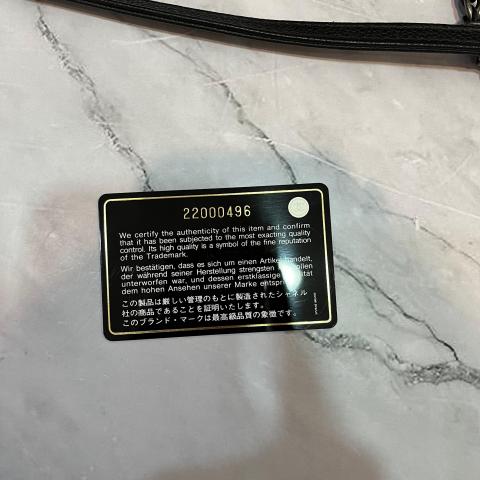 22000496
We certify the authenticity of this item and confirm
that it has been subjected to the most exacting quality
control. Its high quality is a symbol of the fine reputation
of the Trademark.
Wir bestätigen, dass es sich um einen Artikel handelt,
der während seiner Herstellung strengsten
unterworfen war, und dessen erstklassige
dem hohen Ansehen unserer Marke entspricht
この製品は厳しい管理のもとに製造されたシャネル
社の商品であることを証明いたします。
このブランド・マークは最高級品質の象徴です。